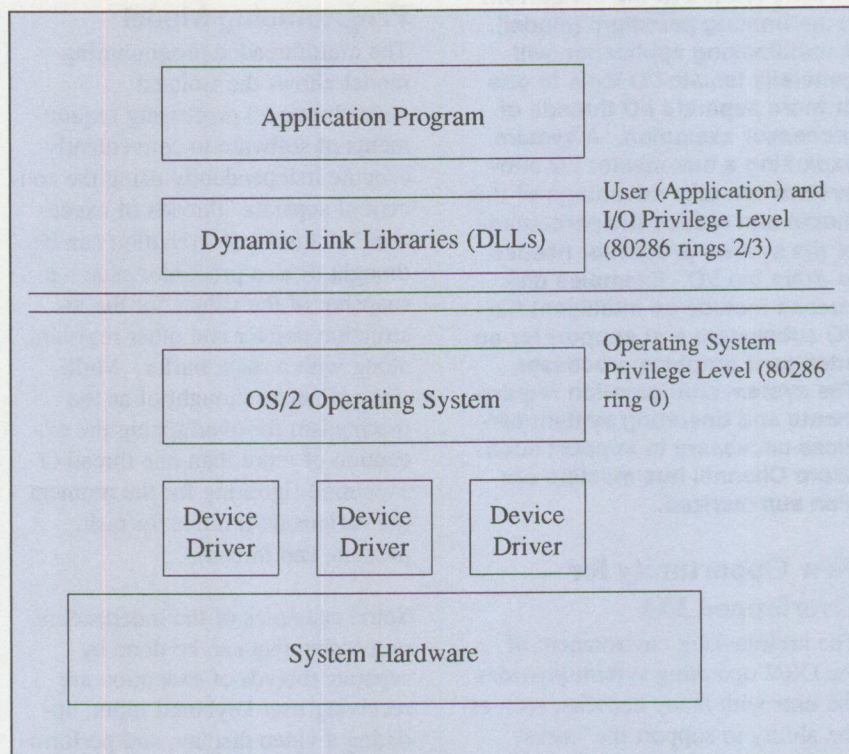 Application Program
User (Application) and
I/O Privilege Level
(80286 rings 2/3)
Dynamic Link Libraries (DLLs)
Operating System
Privilege Level (80286
ring 0)
OS/2 Operating System
Device
Driver
Device
Driver
Device
Driver
System Hardware